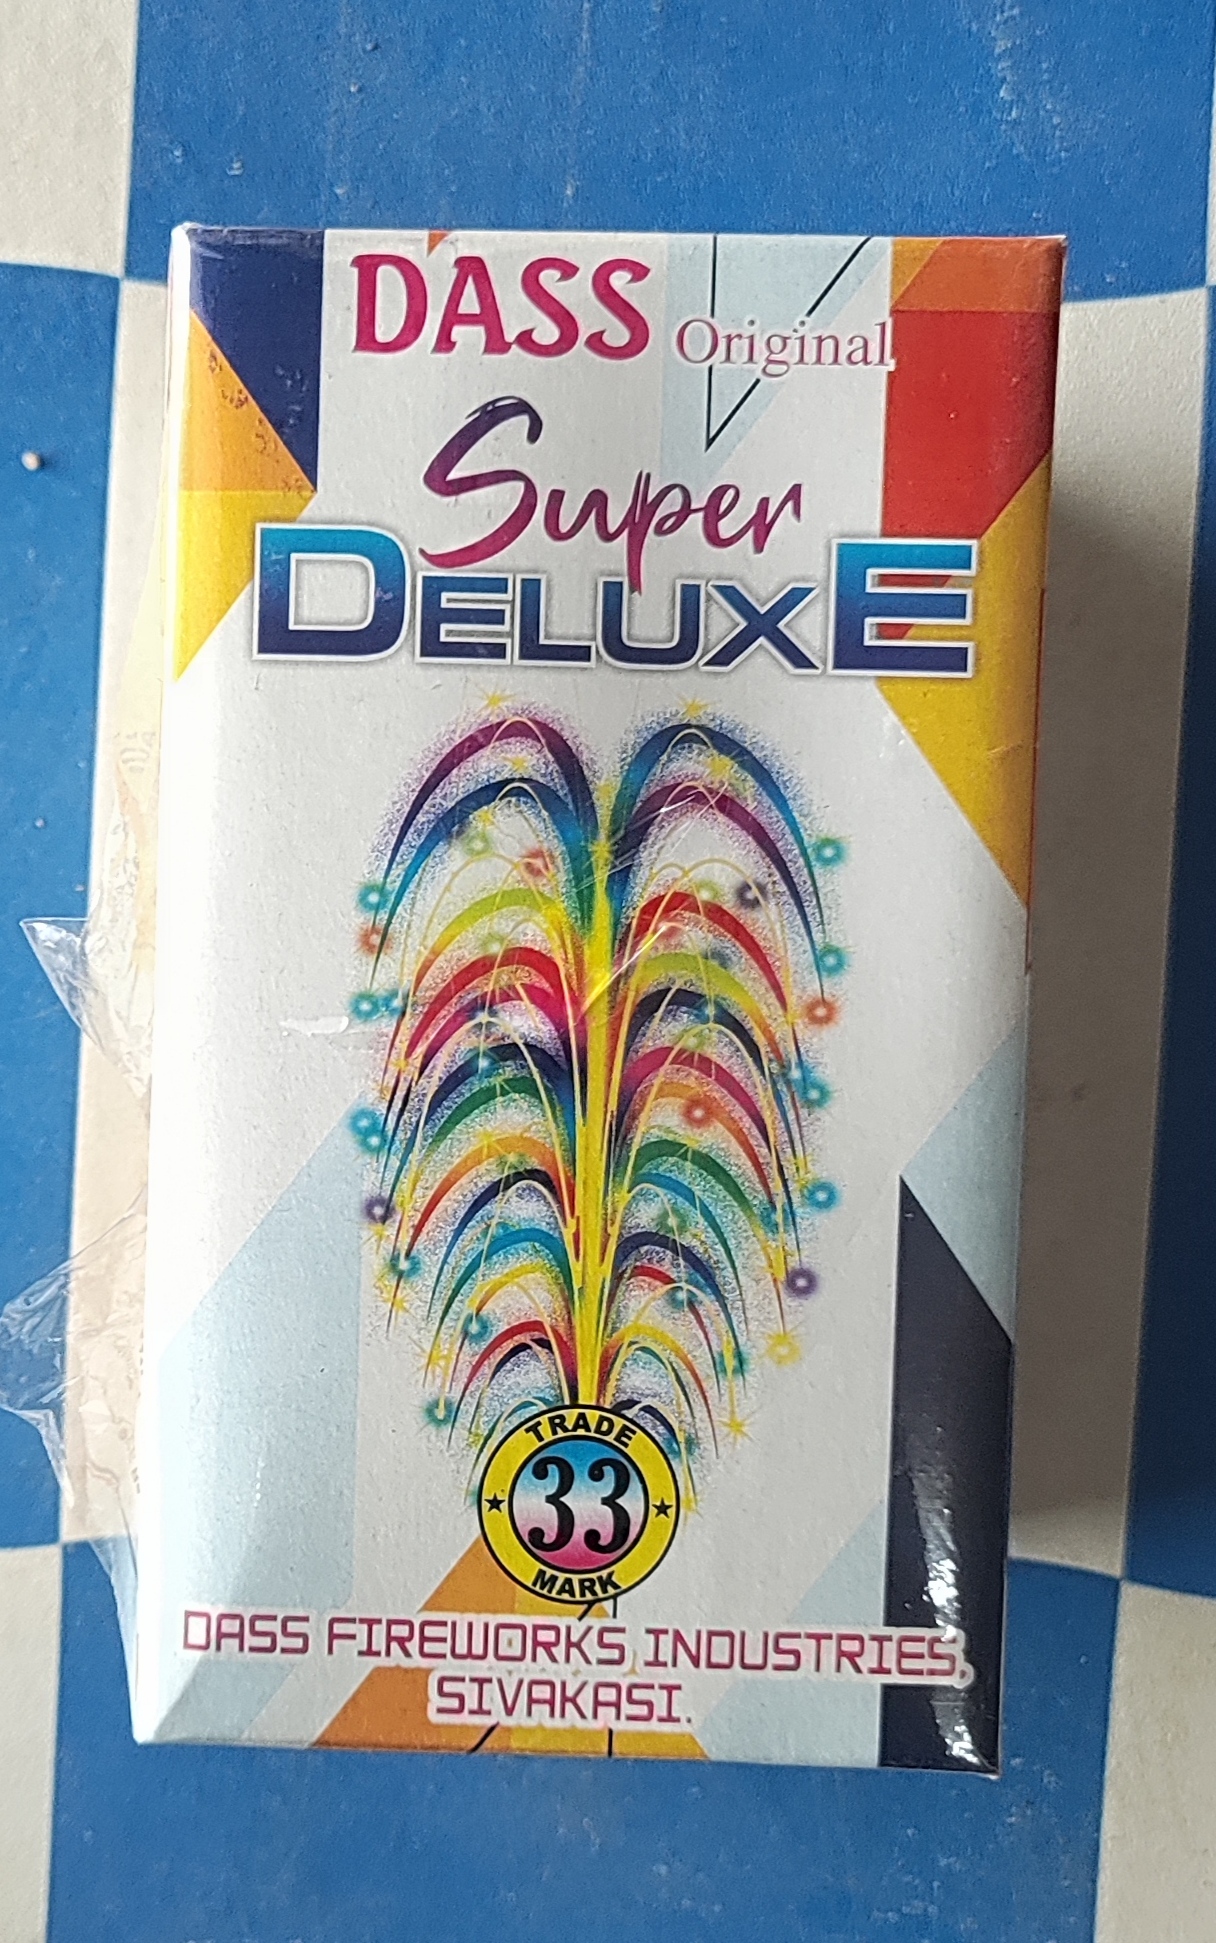 DASS Original
Super
DELUXE
TRADE
33
MARK
DASS FIREWORKS INDUSTRIES,
SIVAKASI.